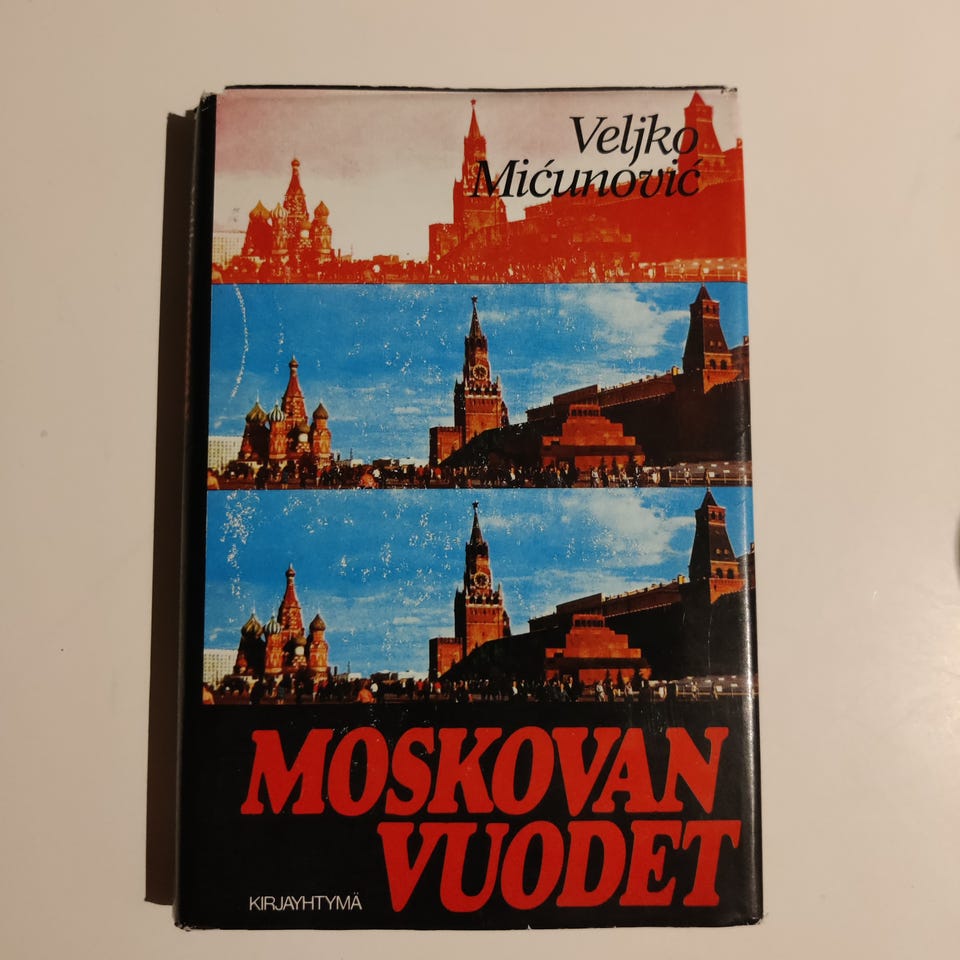 Veljko
Mićunović
MOSKOVAN
VUODET
KIRJAYHTYMÄ